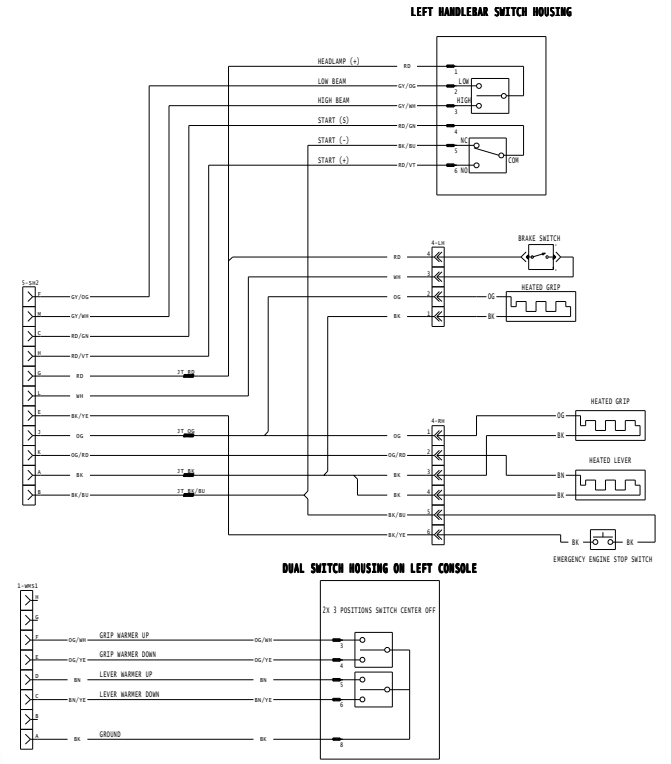 LEFT HANDLEBAR SWITCH HOUSING
HEADLAMP (+) RD 1
LOW BEAM GY/OG 2 LOW
HIGH BEAM GY/WH 3 HIGH
START (S) RD/GN 4
START (-) BK/BU 5 NC
START (+) RD/VT 6 NO COM
4-LH BRAKE SWITCH
RD 4
WH 3
HEATED GRIP
OG 2 OG
BK 1 BK
5-SH2
F GY/OG
M GY/WH
C RD/GN
H RD/VT
G RD JT RD
L WH
E BK/YE
J OG JT OG
K OG/RD
A BK JT BK
B BK/BU JT BK/BU
4-RH HEATED GRIP
OG 1 OG
BK
OG/RD 2
HEATED LEVER
BK 3 BN
BK 4 BK
BK/BU 5
BK/YE 6 BK BK
EMERGENCY ENGINE STOP SWITCH
DUAL SWITCH HOUSING ON LEFT CONSOLE
1-WMS1
2X 3 POSITIONS SWITCH CENTER OFF
H
G
F OG/WH GRIP WARMER UP OG/WH 3
E OG/YE GRIP WARMER DOWN OG/YE 4
D BN LEVER WARMER UP BN 5
C BN/YE LEVER WARMER DOWN BN/YE 6
B
A BK GROUND BK 8